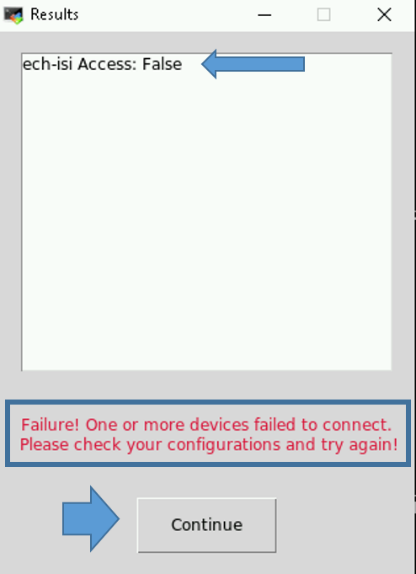 Results
ech-isi Access: False
Failure! One or more devices failed to connect.
Please check your configurations and try again!
Continue